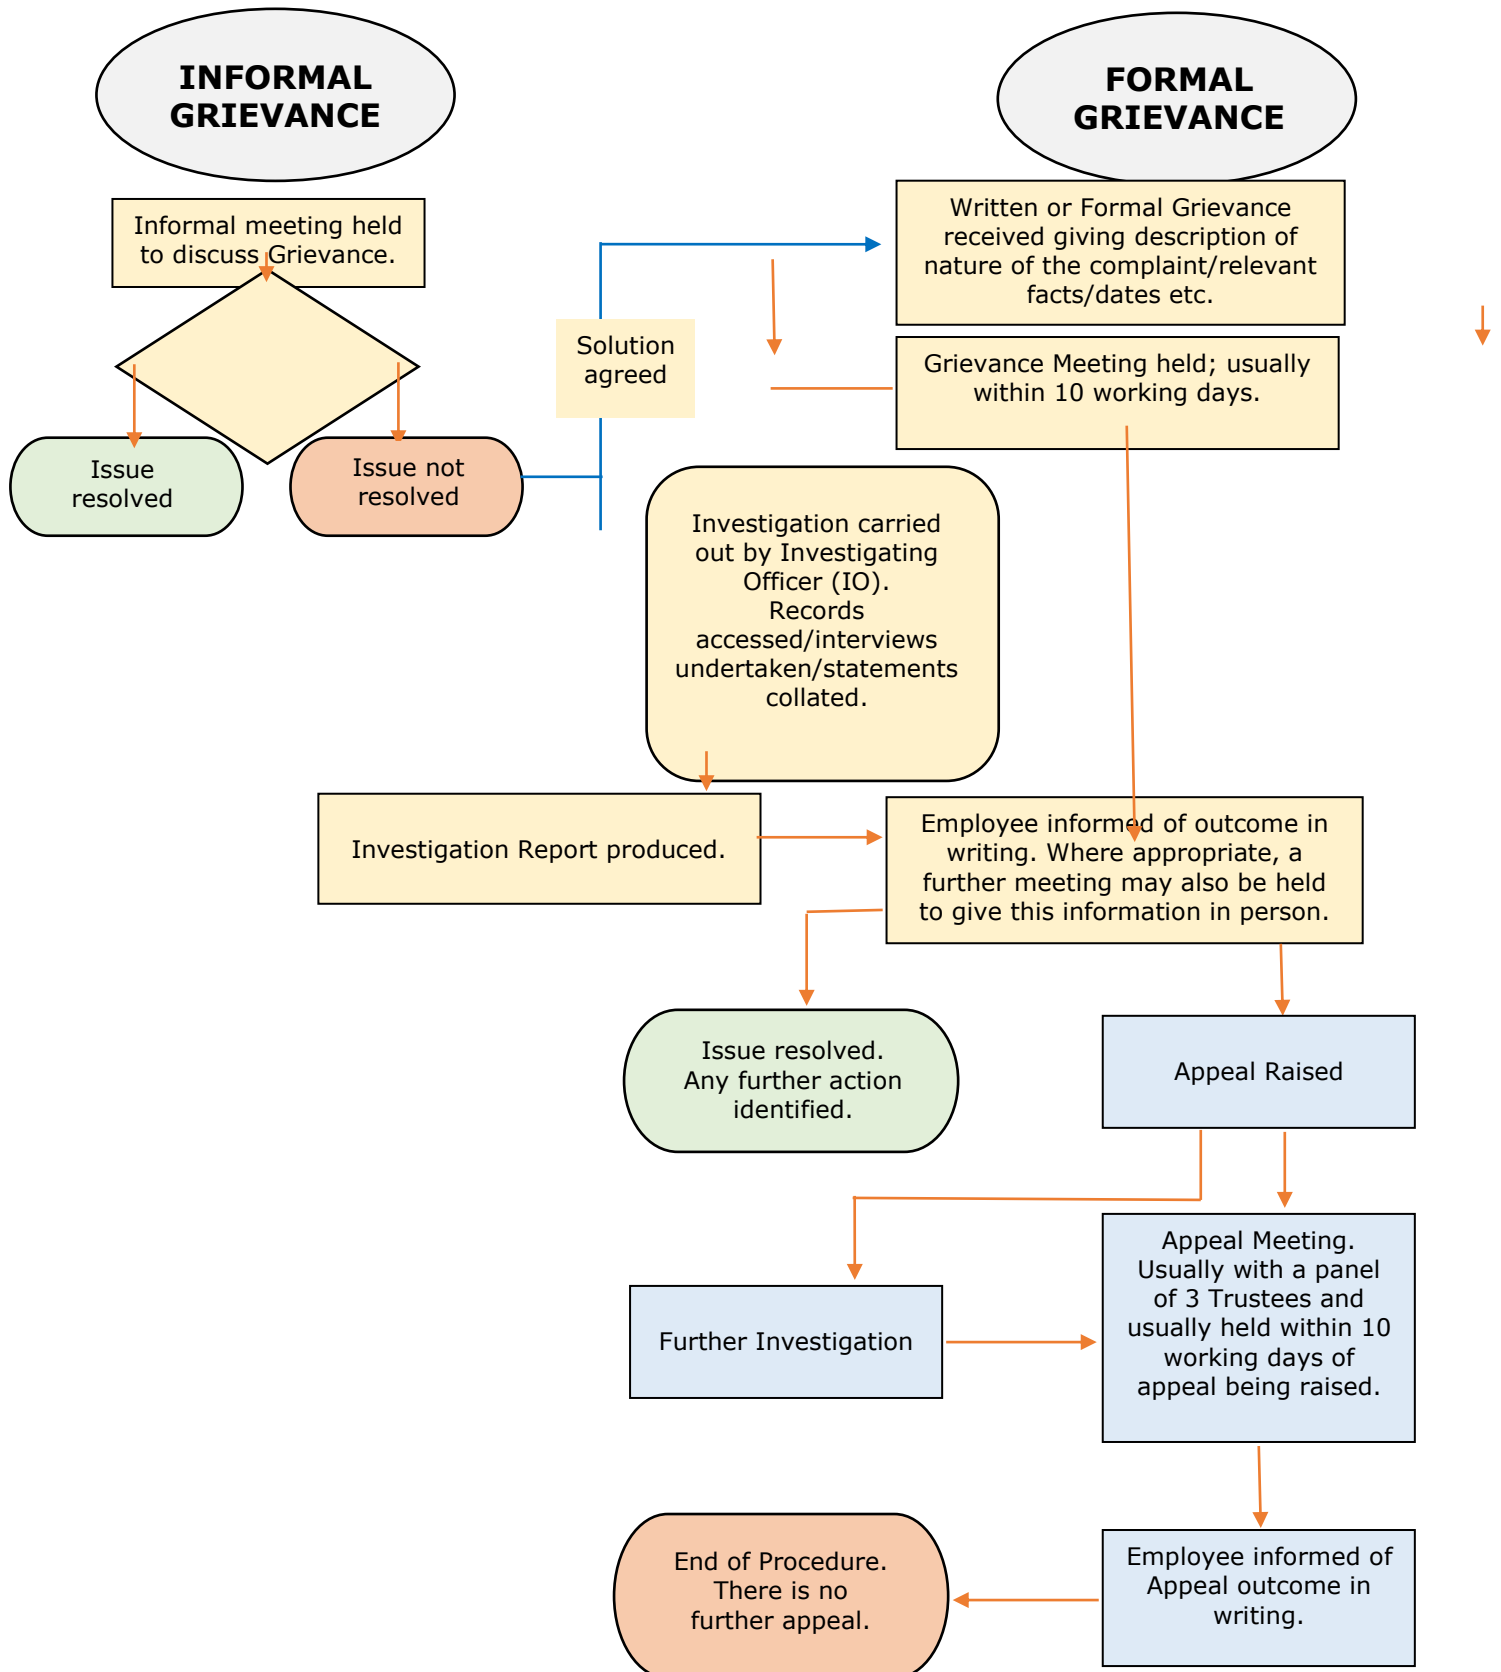 INFORMAL
GRIEVANCE
FORMAL
GRIEVANCE
Informal meeting held
to discuss Grievance.
Written or Formal Grievance
received giving description of
nature of the complaint/relevant
facts/dates etc.
Solution
agreed
Grievance Meeting held; usually
within 10 working days.
Issue
resolved
Issue not
resolved
Investigation carried
out by Investigating
Officer (IO).
Records
accessed/interviews
undertaken/statements
collated.
Investigation Report produced.
Employee informed of outcome in
writing. Where appropriate, a
further meeting may also be held
to give this information in person.
Issue resolved.
Any further action
identified.
Appeal Raised
Further Investigation
Appeal Meeting.
Usually with a panel
of 3 Trustees and
usually held within 10
working days of
appeal being raised.
End of Procedure.
There is no
further appeal.
Employee informed of
Appeal outcome in
writing.